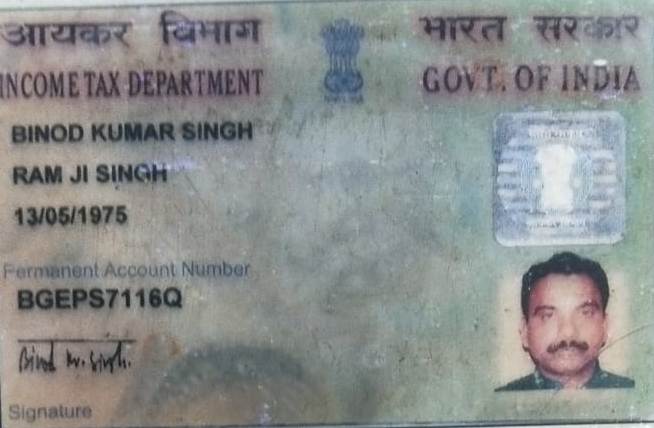 आयकर विभाग
भारत सरकार
INCOME TAX DEPARTMENT
GOVT. OF INDIA
BINOD KUMAR SINGH
RAM JI SINGH
13/05/1975
Permanent Account Number
BGEPS7116Q
Binod Kr. Singh.
Signature